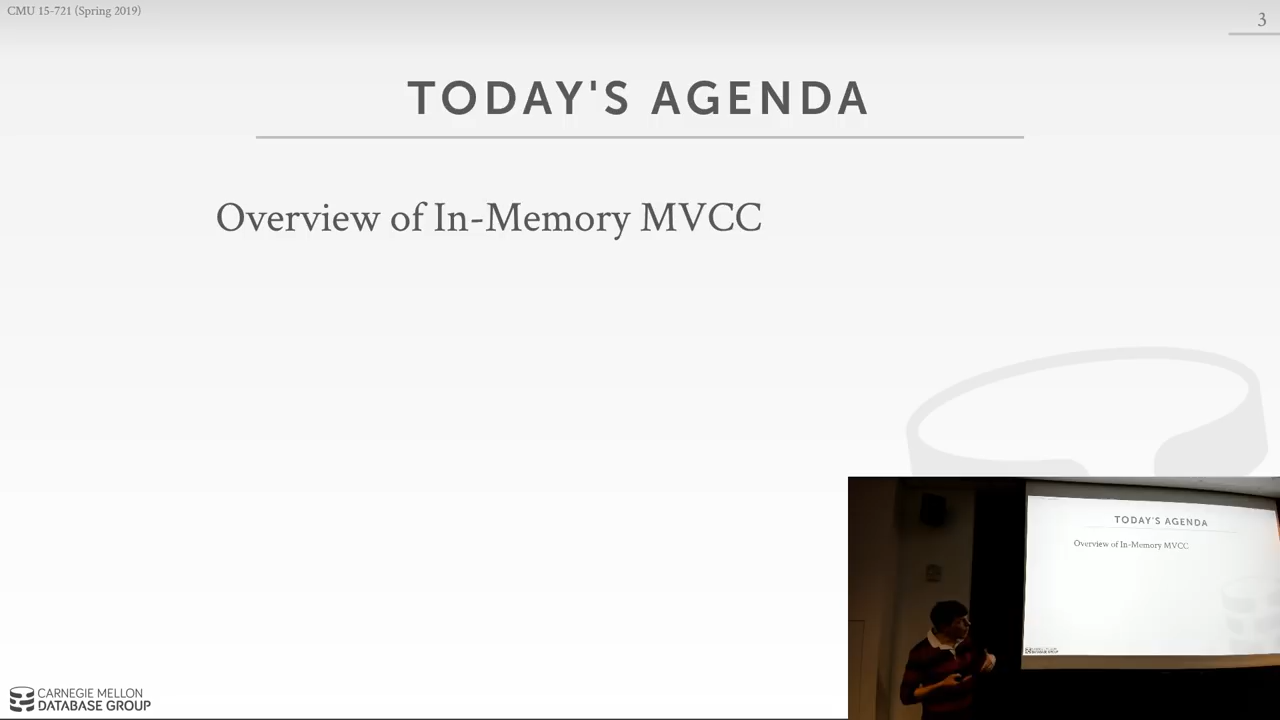 CMU 15-721 (Spring 2019)
3
TODAY'S AGENDA
Overview of In-Memory MVCC
TODAY'S AGENDA
Overview of In-Memory MVCC
CARNEGIE MELLON
DATABASE GROUP